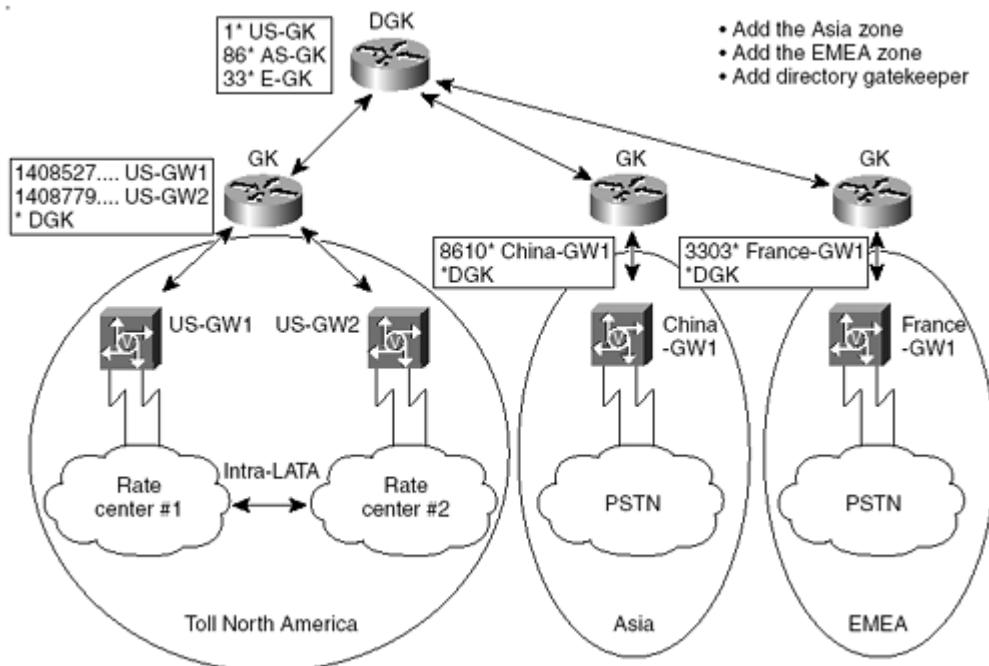 DGK
1* US-GK
86* AS-GK
33* E-GK
• Add the Asia zone
• Add the EMEA zone
• Add directory gatekeeper
GK
1408527.... US-GW1
1408779.... US-GW2
* DGK
GK
8610* China-GW1
*DGK
GK
3303* France-GW1
*DGK
US-GW1
US-GW2
China
-GW1
France
-GW1
V
V
V
V
Rate
center #1
Intra-LATA
Rate
center #2
PSTN
PSTN
Toll North America
Asia
EMEA